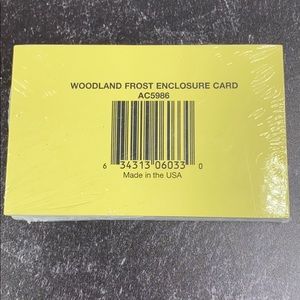 WOODLAND FROST ENCLOSURE CARD
AC5986
6 34313 06033 0
Made in the USA